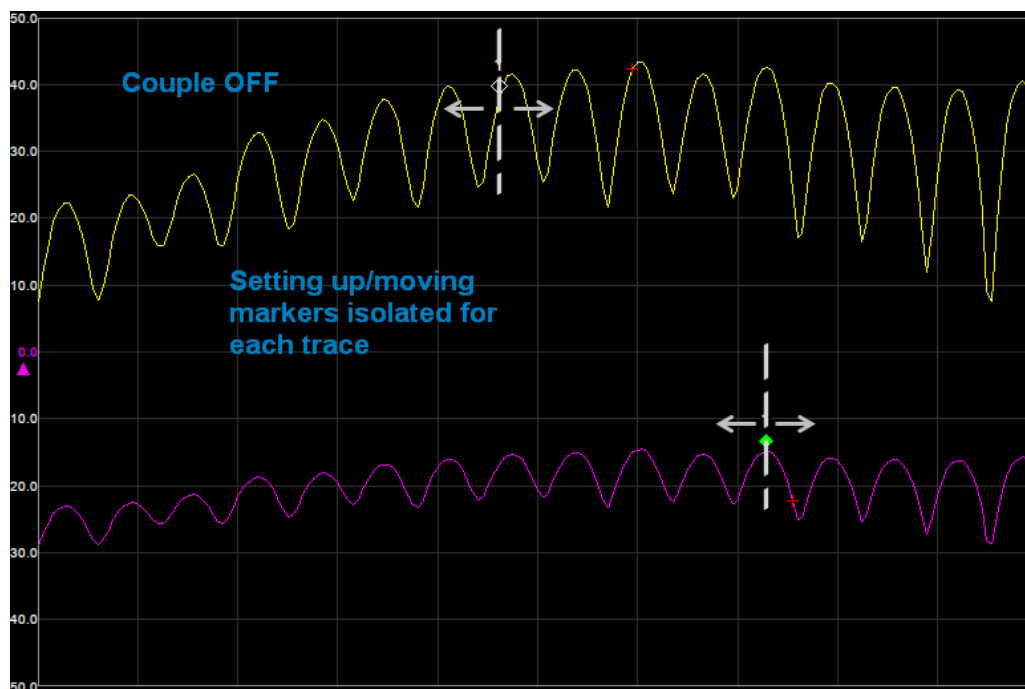 50.0
Couple OFF
40.0
30.0
20.0
Setting up/moving
10.0
markers isolated for
each trace
0.0
10.0
20.0
30.0
40.0
50.0